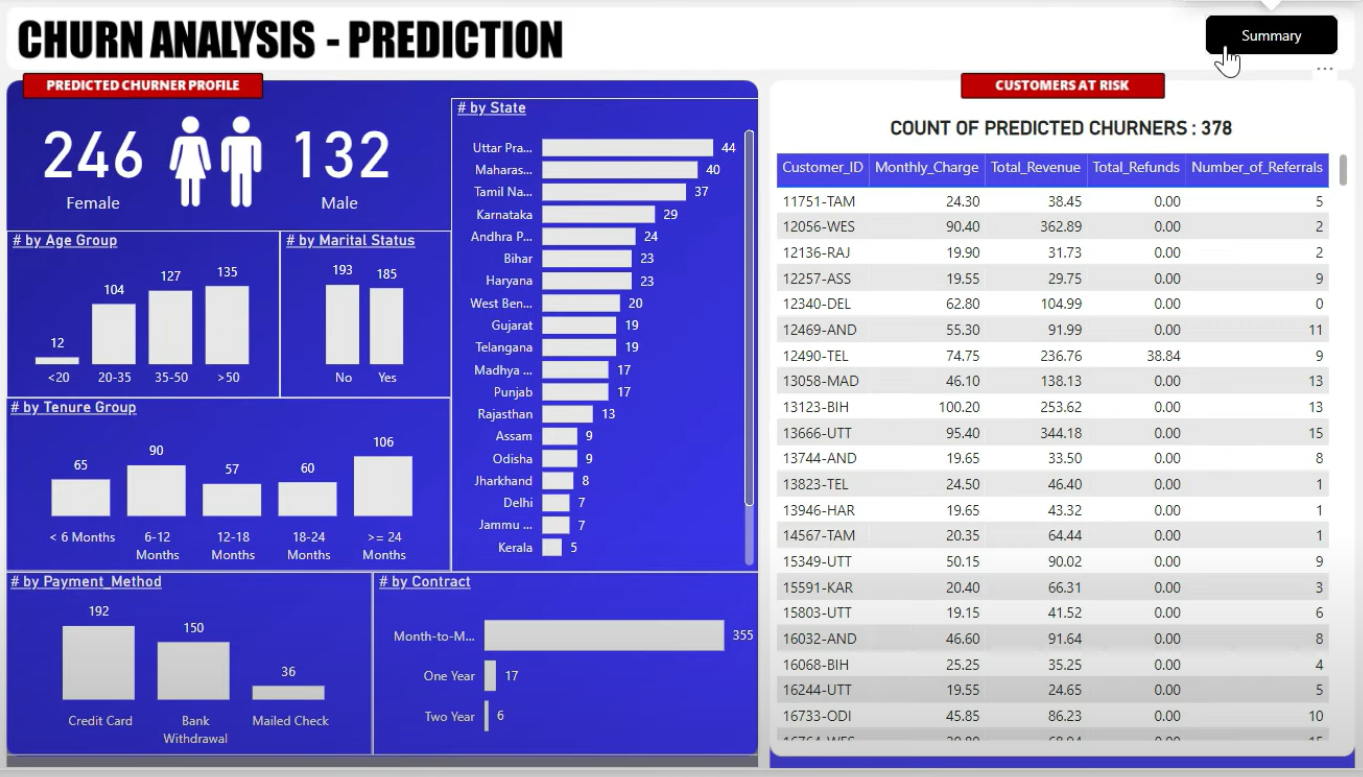 CHURN ANALYSIS - PREDICTION
Summary
PREDICTED CHURNER PROFILE
246
Female
132
Male
# by Age Group
12
104
127
135
<20 20-35 35-50 >50
# by Marital Status
193 185
No Yes
# by Tenure Group
65
90
57
60
106
< 6 Months 6-12 Months 12-18 Months 18-24 Months >= 24 Months
# by Payment_Method
192
150
36
Credit Card Bank Withdrawal Mailed Check
# by State
Uttar Pra... 44
Maharas... 40
Tamil Na... 37
Karnataka 29
Andhra P... 24
Bihar 23
Haryana 23
West Ben... 20
Gujarat 19
Telangana 19
Madhya ... 17
Punjab 17
Rajasthan 13
Assam 9
Odisha 9
Jharkhand 8
Delhi 7
Jammu ... 7
Kerala 5
# by Contract
Month-to-M... 355
One Year 17
Two Year 6
CUSTOMERS AT RISK
COUNT OF PREDICTED CHURNERS : 378
Customer_ID Monthly_Charge Total_Revenue Total_Refunds Number_of_Referrals
11751-TAM 24.30 38.45 0.00 5
12056-WES 90.40 362.89 0.00 2
12136-RAJ 19.90 31.73 0.00 2
12257-ASS 19.55 29.75 0.00 9
12340-DEL 62.80 104.99 0.00 0
12469-AND 55.30 91.99 0.00 11
12490-TEL 74.75 236.76 38.84 9
13058-MAD 46.10 138.13 0.00 13
13123-BIH 100.20 253.62 0.00 13
13666-UTT 95.40 344.18 0.00 15
13744-AND 19.65 33.50 0.00 8
13823-TEL 24.50 46.40 0.00 1
13946-HAR 19.65 43.32 0.00 1
14567-TAM 20.35 64.44 0.00 1
15349-UTT 50.15 90.02 0.00 9
15591-KAR 20.40 66.31 0.00 3
15803-UTT 19.15 41.52 0.00 6
16032-AND 46.60 91.64 0.00 8
16068-BIH 25.25 35.25 0.00 4
16244-UTT 19.55 24.65 0.00 5
16733-ODI 45.85 86.23 0.00 10